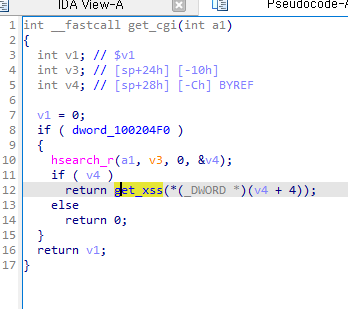 IDA View-A Pseudocode-A
1 int __fastcall get_cgi(int a1)
2 {
3 int v1; // $v1
4 int v3; // [sp+24h] [-10h]
5 int v4; // [sp+28h] [-Ch] BYREF
6
7 v1 = 0;
8 if ( dword_100204F0 )
9 {
10 hsearch_r(a1, v3, 0, &v4);
11 if ( v4 )
12 return get_xss(*(_DWORD *)(v4 + 4));
13 else
14 return 0;
15 }
16 return v1;
17 }